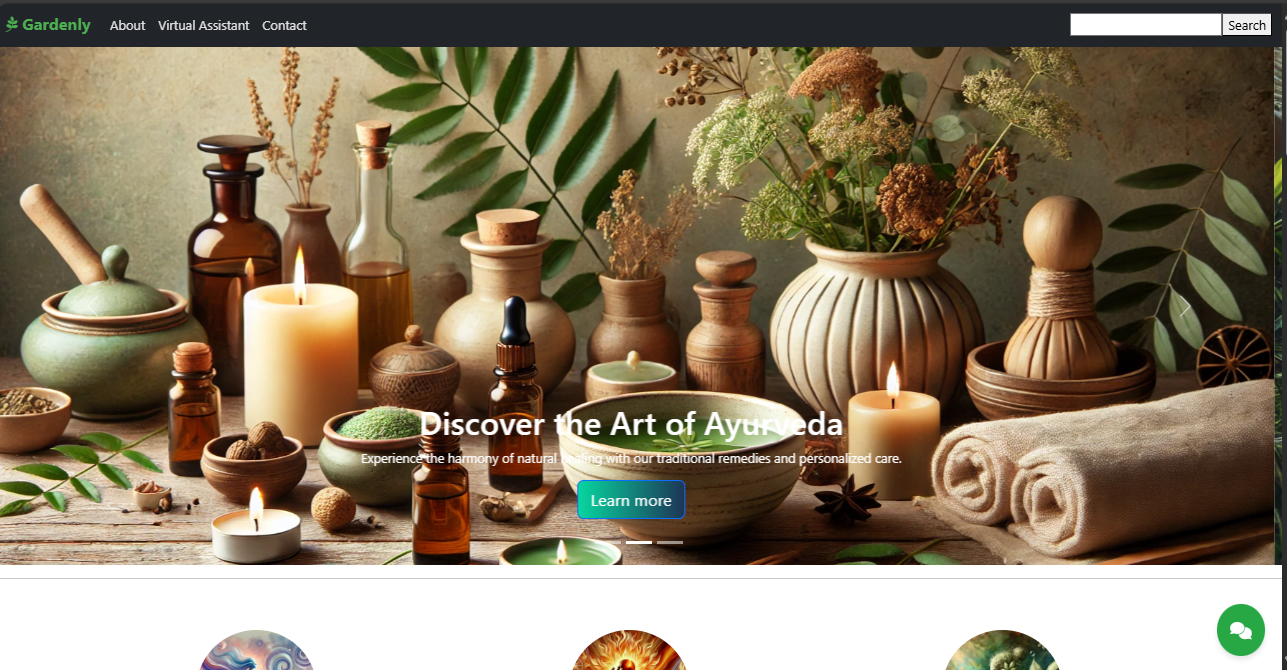 Gardenly About Virtual Assistant Contact Search
Discover the Art of Ayurveda
Experience the harmony of natural healing with our traditional remedies and personalized care.
Learn more